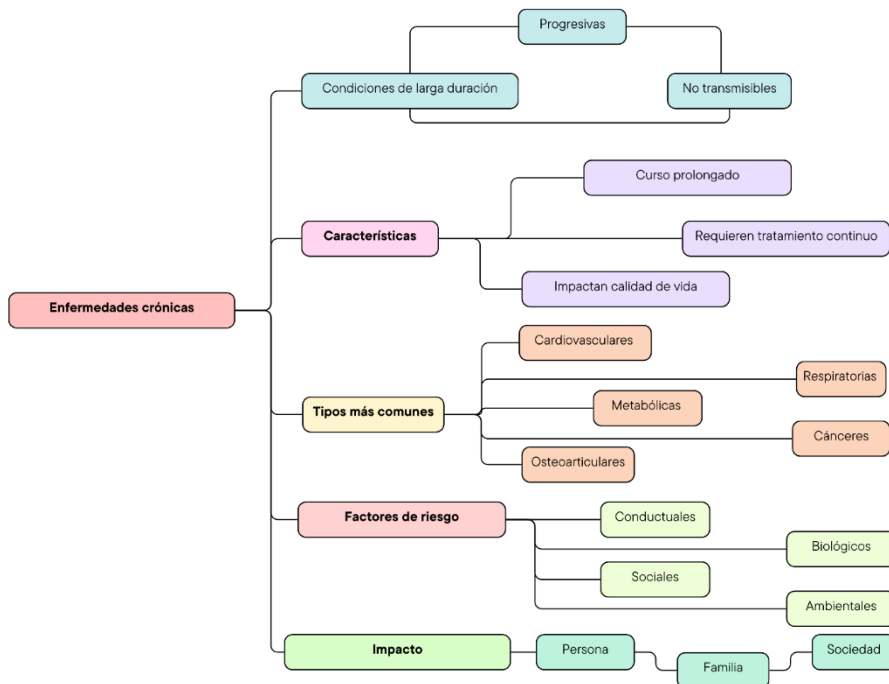 Progresivas
Condiciones de larga duración
No transmisibles
Curso prolongado
Características
Requieren tratamiento continuo
Impactan calidad de vida
Enfermedades crónicas
Cardiovasculares
Respiratorias
Metabólicas
Tipos más comunes
Cánceres
Osteoarticulares
Conductuales
Factores de riesgo
Biológicos
Sociales
Ambientales
Impacto
Persona
Familia
Sociedad